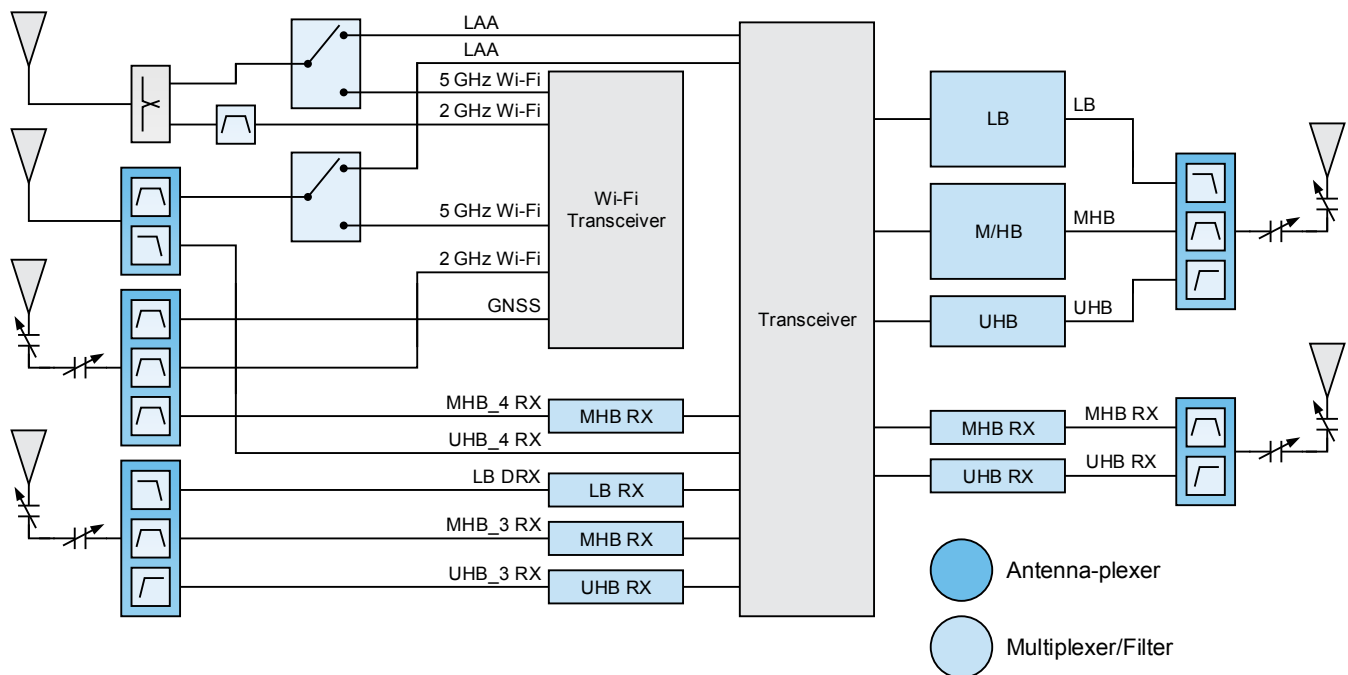 LAA
LAA
5 GHz Wi-Fi
2 GHz Wi-Fi
5 GHz Wi-Fi
2 GHz Wi-Fi
GNSS
Wi-Fi
Transceiver
MHB_4 RX
MHB RX
UHB_4 RX
LB DRX
LB RX
MHB_3 RX
MHB RX
UHB_3 RX
UHB RX
Transceiver
LB
LB
M/HB
MHB
UHB
UHB
MHB RX
MHB RX
UHB RX
UHB RX
Antenna-plexer
Multiplexer/Filter